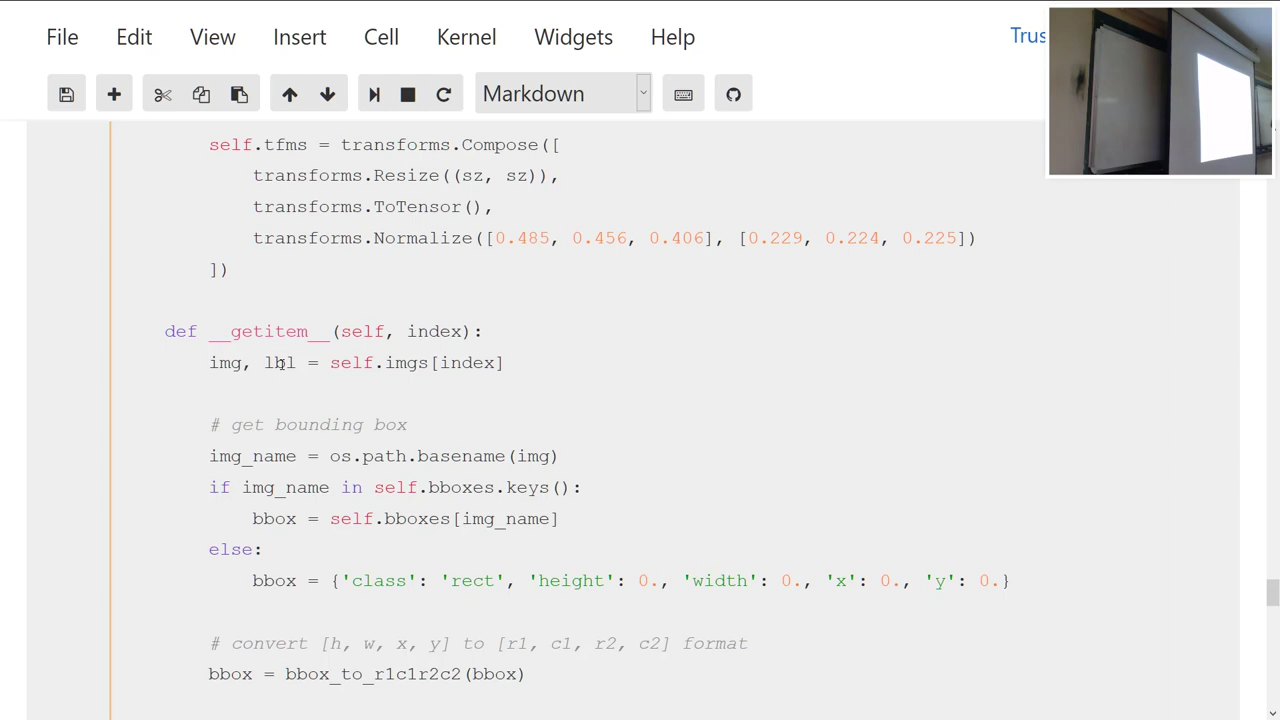 File Edit View Insert Cell Kernel Widgets Help Trus
Markdown
self.tfms = transforms.Compose([
transforms.Resize((sz, sz)),
transforms.ToTensor(),
transforms.Normalize([0.485, 0.456, 0.406], [0.229, 0.224, 0.225])
])
def __getitem__(self, index):
img, lbl = self.imgs[index]
# get bounding box
img_name = os.path.basename(img)
if img_name in self.bboxes.keys():
bbox = self.bboxes[img_name]
else:
bbox = {'class': 'rect', 'height': 0., 'width': 0., 'x': 0., 'y': 0.}
# convert [h, w, x, y] to [r1, c1, r2, c2] format
bbox = bbox_to_r1c1r2c2(bbox)